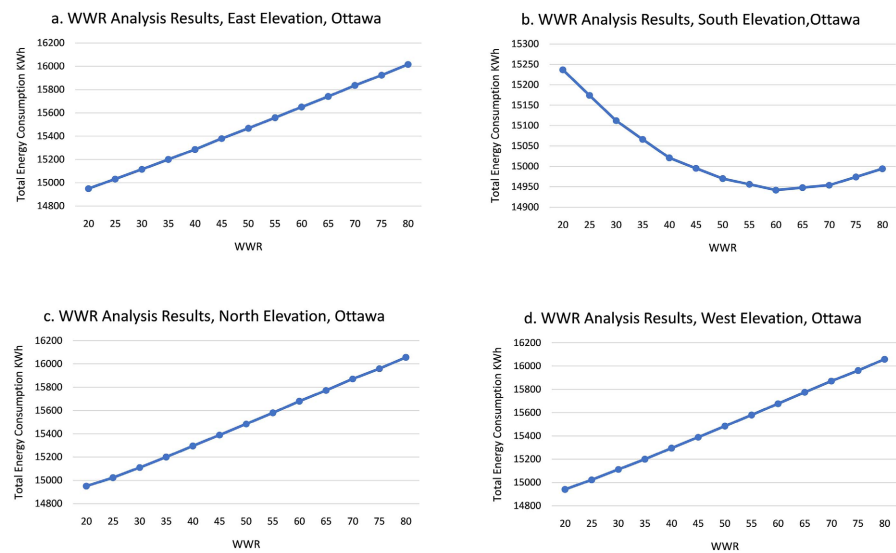 a. WWR Analysis Results, East Elevation, Ottawa
Total Energy Consumption KWh
16200
16000
15800
15600
15400
15200
15000
14800
20 25 30 35 40 45 50 55 60 65 70 75 80
WWR
b. WWR Analysis Results, South Elevation,Ottawa
Total Energy Consumption KWh
15300
15250
15200
15150
15100
15050
15000
14950
14900
20 25 30 35 40 45 50 55 60 65 70 75 80
WWR
c. WWR Analysis Results, North Elevation, Ottawa
Total Energy Consumption KWh
16200
16000
15800
15600
15400
15200
15000
14800
20 25 30 35 40 45 50 55 60 65 70 75 80
WWR
d. WWR Analysis Results, West Elevation, Ottawa
Total Energy Consumption KWh
16200
16000
15800
15600
15400
15200
15000
14800
20 25 30 35 40 45 50 55 60 65 70 75 80
WWR